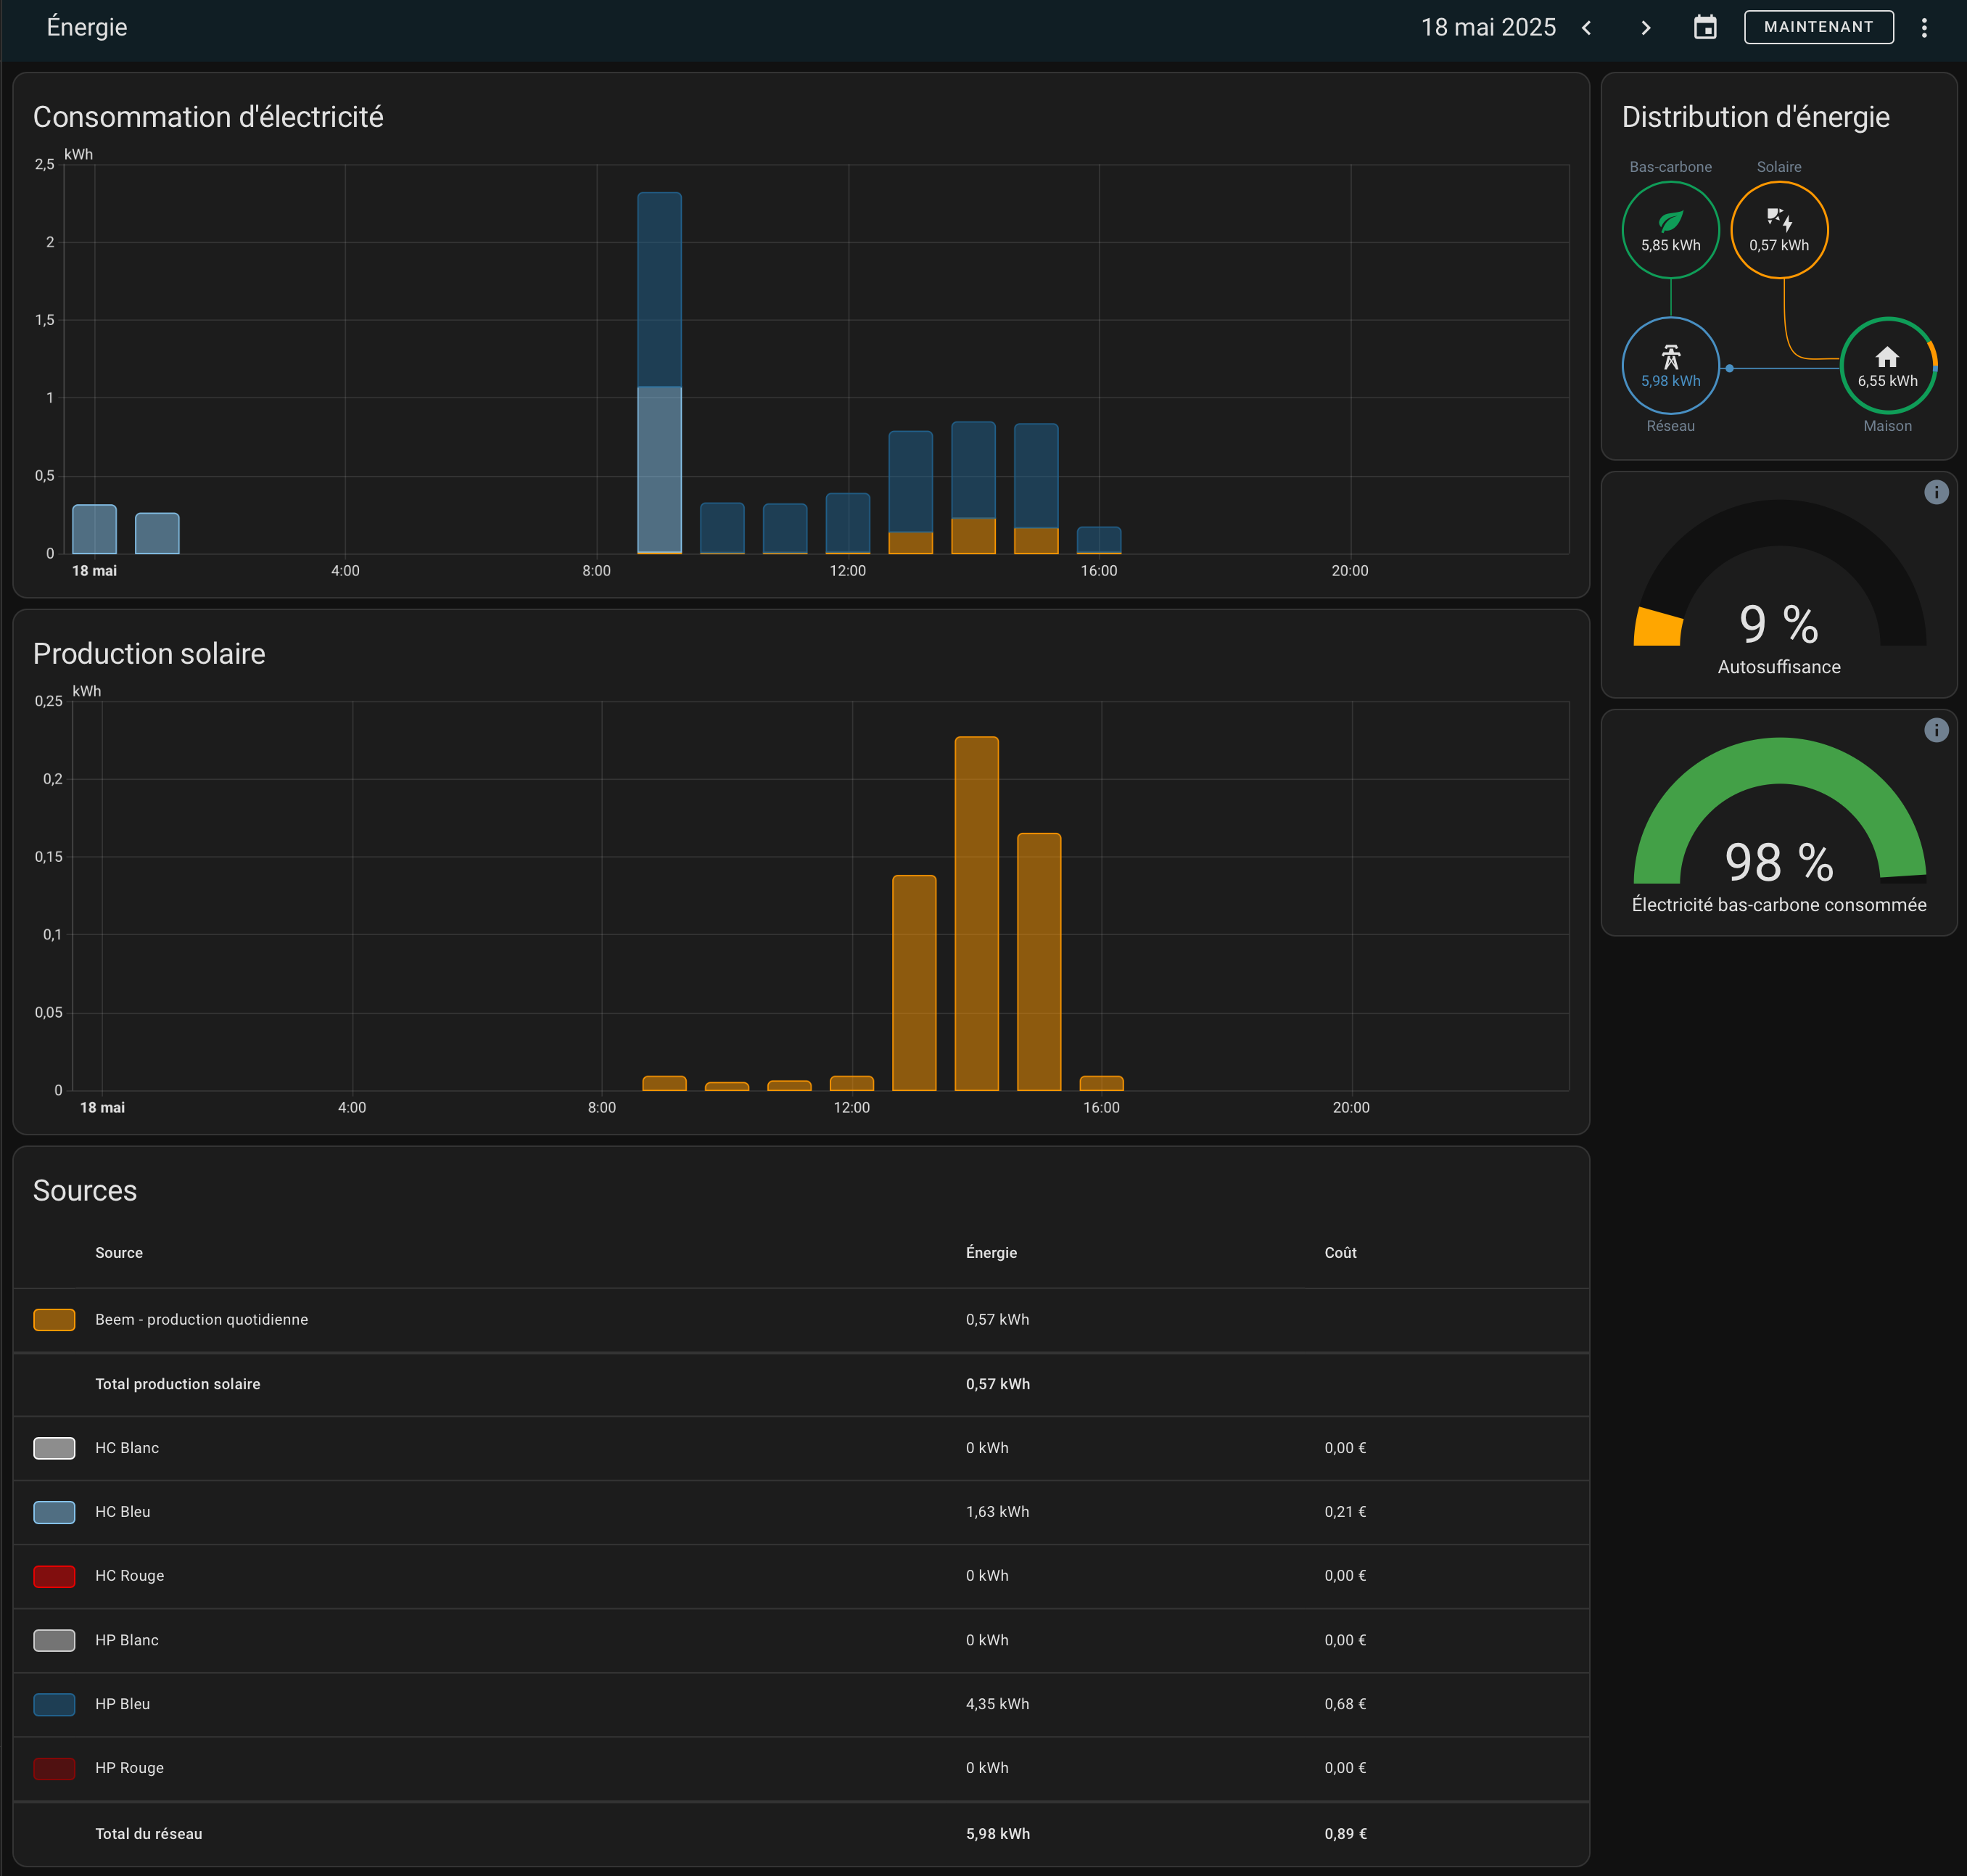 Énergie
18 mai 2025
MAINTENANT
Consommation d'électricité
kWh
2,5
2
1,5
1
0,5
0
18 mai
4:00
8:00
12:00
16:00
20:00
Production solaire
kWh
0,25
0,2
0,15
0,1
0,05
0
18 mai
4:00
8:00
12:00
16:00
20:00
Sources
Source Énergie Coût
Beem - production quotidienne 0,57 kWh
Total production solaire 0,57 kWh
HC Blanc 0 kWh 0,00 €
HC Bleu 1,63 kWh 0,21 €
HC Rouge 0 kWh 0,00 €
HP Blanc 0 kWh 0,00 €
HP Bleu 4,35 kWh 0,68 €
HP Rouge 0 kWh 0,00 €
Total du réseau 5,98 kWh 0,89 €
Distribution d'énergie
Bas-carbone Solaire
5,85 kWh 0,57 kWh
5,98 kWh 6,55 kWh
Réseau Maison
9 %
Autosuffisance
98 %
Électricité bas-carbone consommée